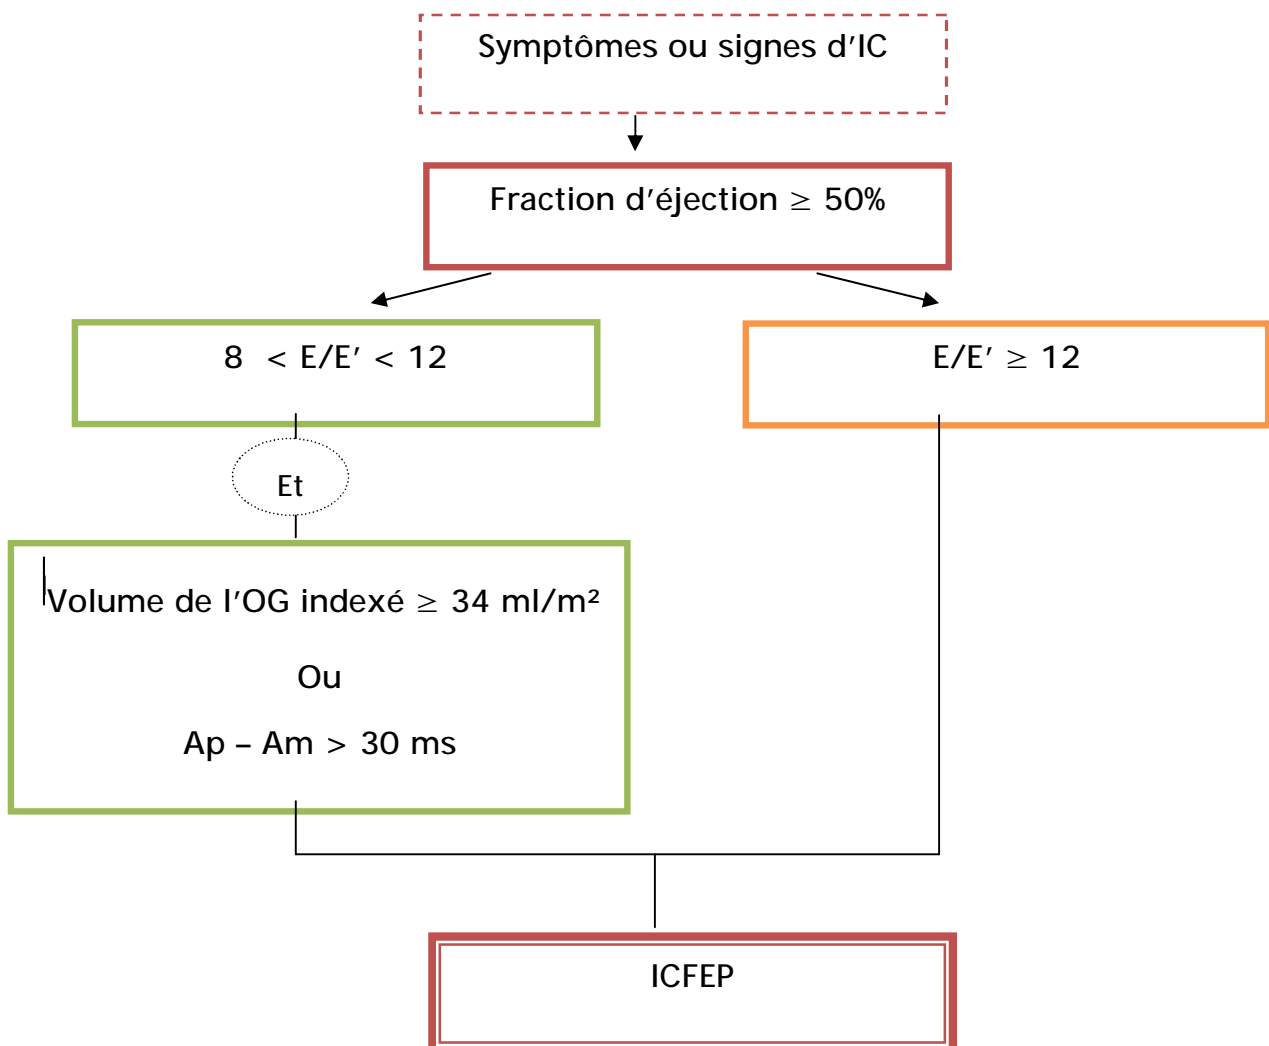 Symptômes ou signes d'IC
Fraction d'éjection ≥ 50%
8 < E/E' < 12
E/E' ≥ 12
Et
Volume de l'OG indexé ≥ 34 ml/m²
Ou
Ap – Am > 30 ms
ICFEP